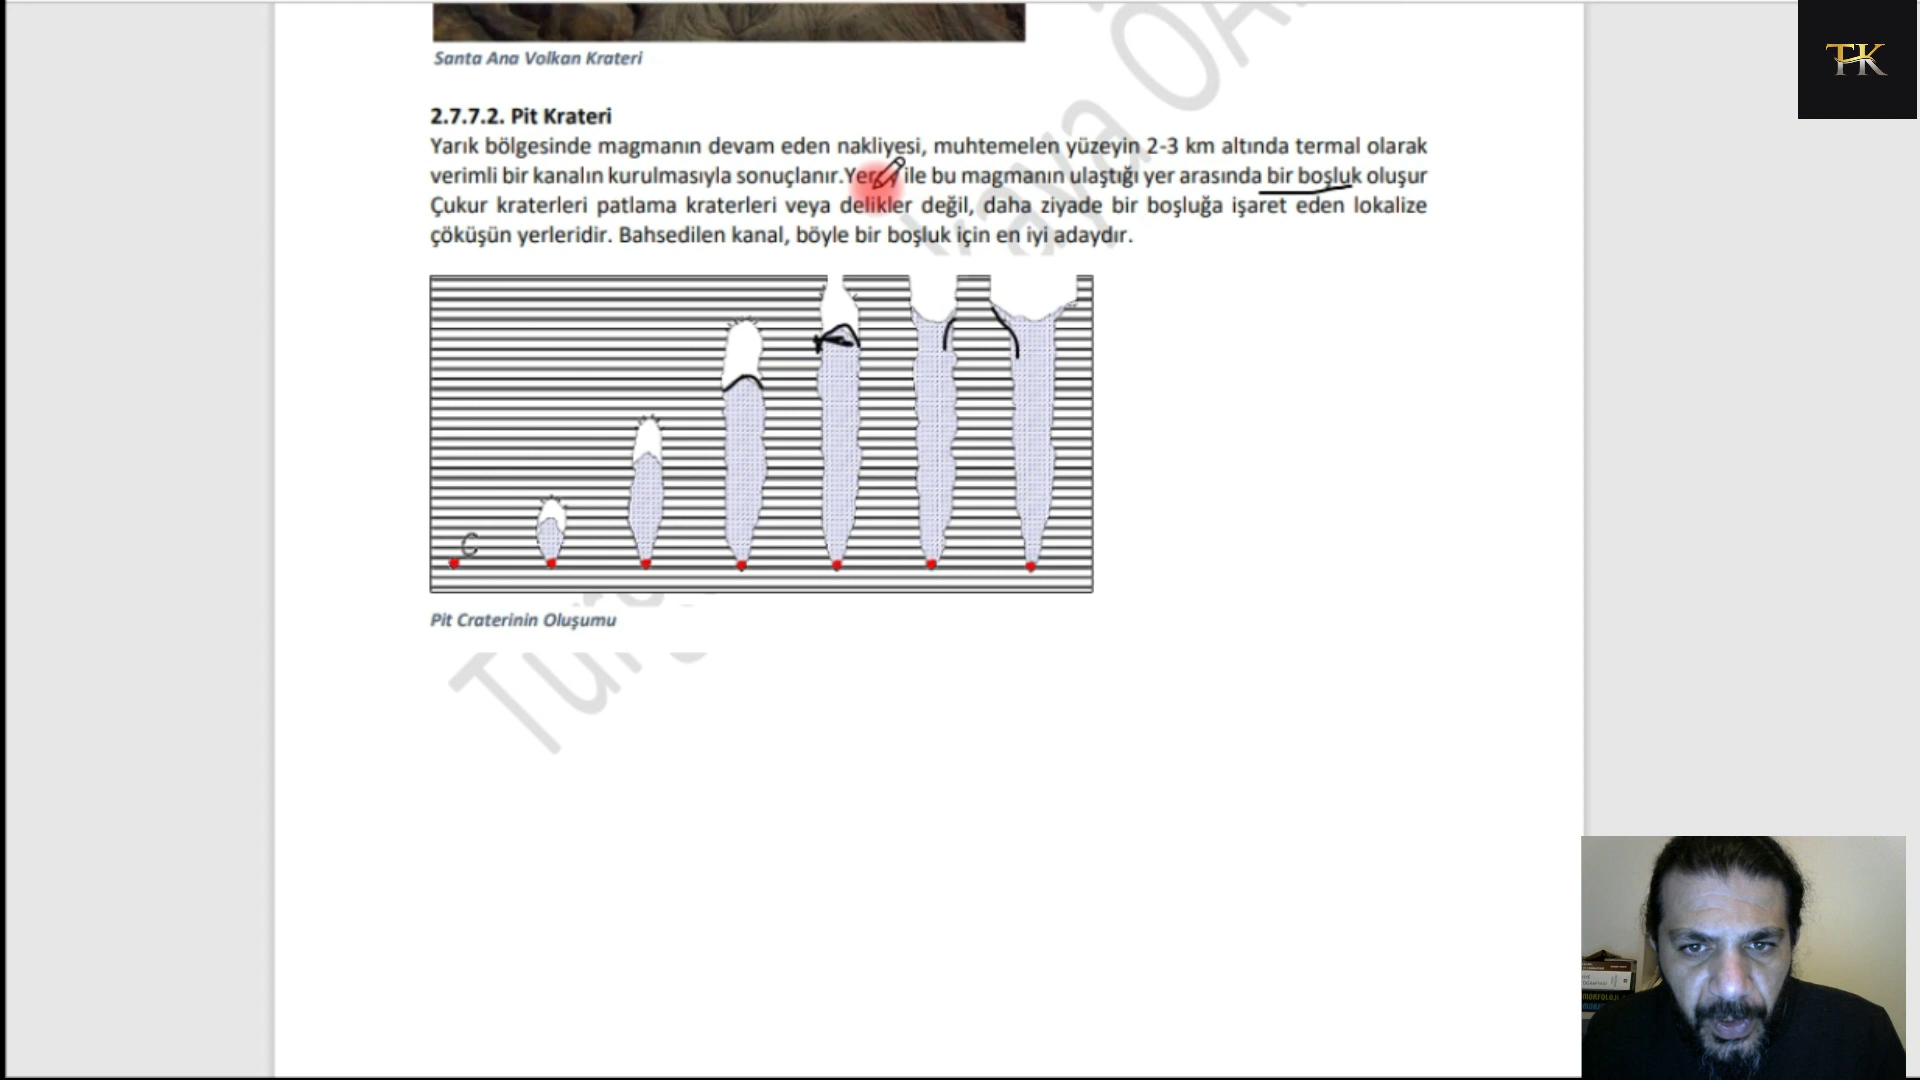 TK
Santa Ana Volkan Krateri
2.7.7.2. Pit Krateri
Yarık bölgesinde magmanın devam eden nakliyesi, muhtemelen yüzeyin 2-3 km altında termal olarak
verimli bir kanalın kurulmasıyla sonuçlanır. ile bu magmanın ulaştığı yer arasında bir boşluk oluşur
Çukur kraterleri patlama kraterleri veya delikler değil, daha ziyade bir boşluğa işaret eden lokalize
çöküşün yerleridir. Bahsedilen kanal, böyle bir boşluk için en iyi adaydır.
Pit Craterinin Oluşumu